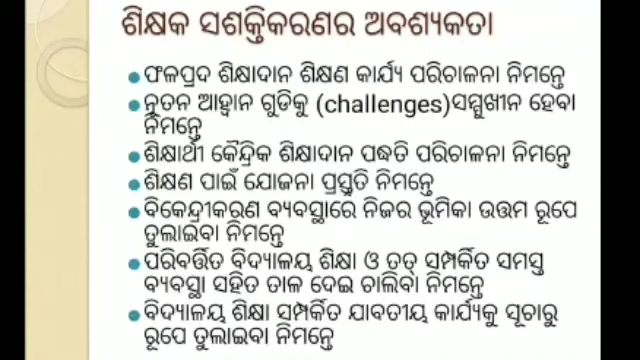 ଶିକ୍ଷକ ସଶକ୍ତିକରଣର ଅବଶ୍ୟକତା
• ଫଳପ୍ରଦ ଶିକ୍ଷାଦାନ ଶିକ୍ଷଣ କାର୍ଯ୍ୟ ପରିଚାଳନା ନିମନ୍ତେ
• ନୂତନ ଆହ୍ୱାନ ଗୁଡିକୁ (challenges)ସମ୍ମୁଖୀନ ହେବା
ନିମନ୍ତେ
• ଶିକ୍ଷାର୍ଥୀ କୈନ୍ଦ୍ରିକ ଶିକ୍ଷାଦାନ ପଦ୍ଧତି ପରିଚାଳନା ନିମନ୍ତେ
• ଶିକ୍ଷଣ ପାଇଁ ଯୋଜନା ପ୍ରସ୍ତୁତି ନିମନ୍ତେ
• ବିକେନ୍ଦ୍ରୀକରଣ ବ୍ୟବସ୍ଥାରେ ନିଜର ଭୂମିକା ଉତ୍ତମ ରୂପେ
ତୁଲାଇବା ନିମନ୍ତେ
• ପରିବର୍ତ୍ତିତ ବିଦ୍ୟାଳୟ ଶିକ୍ଷା ଓ ତତ୍ ସମ୍ପର୍କିତ ସମସ୍ତ
ବ୍ୟବସ୍ଥା ସହିତ ତାଳ ଦେଇ ଚାଲିବା ନିମନ୍ତେ
• ବିଦ୍ୟାଳୟ ଶିକ୍ଷା ସମ୍ପର୍କିତ ଯାବତୀୟ କାର୍ଯ୍ୟକୁ ସୂଚାରୁ
ରୂପେ ତୁଲାଇବା ନିମନ୍ତେ